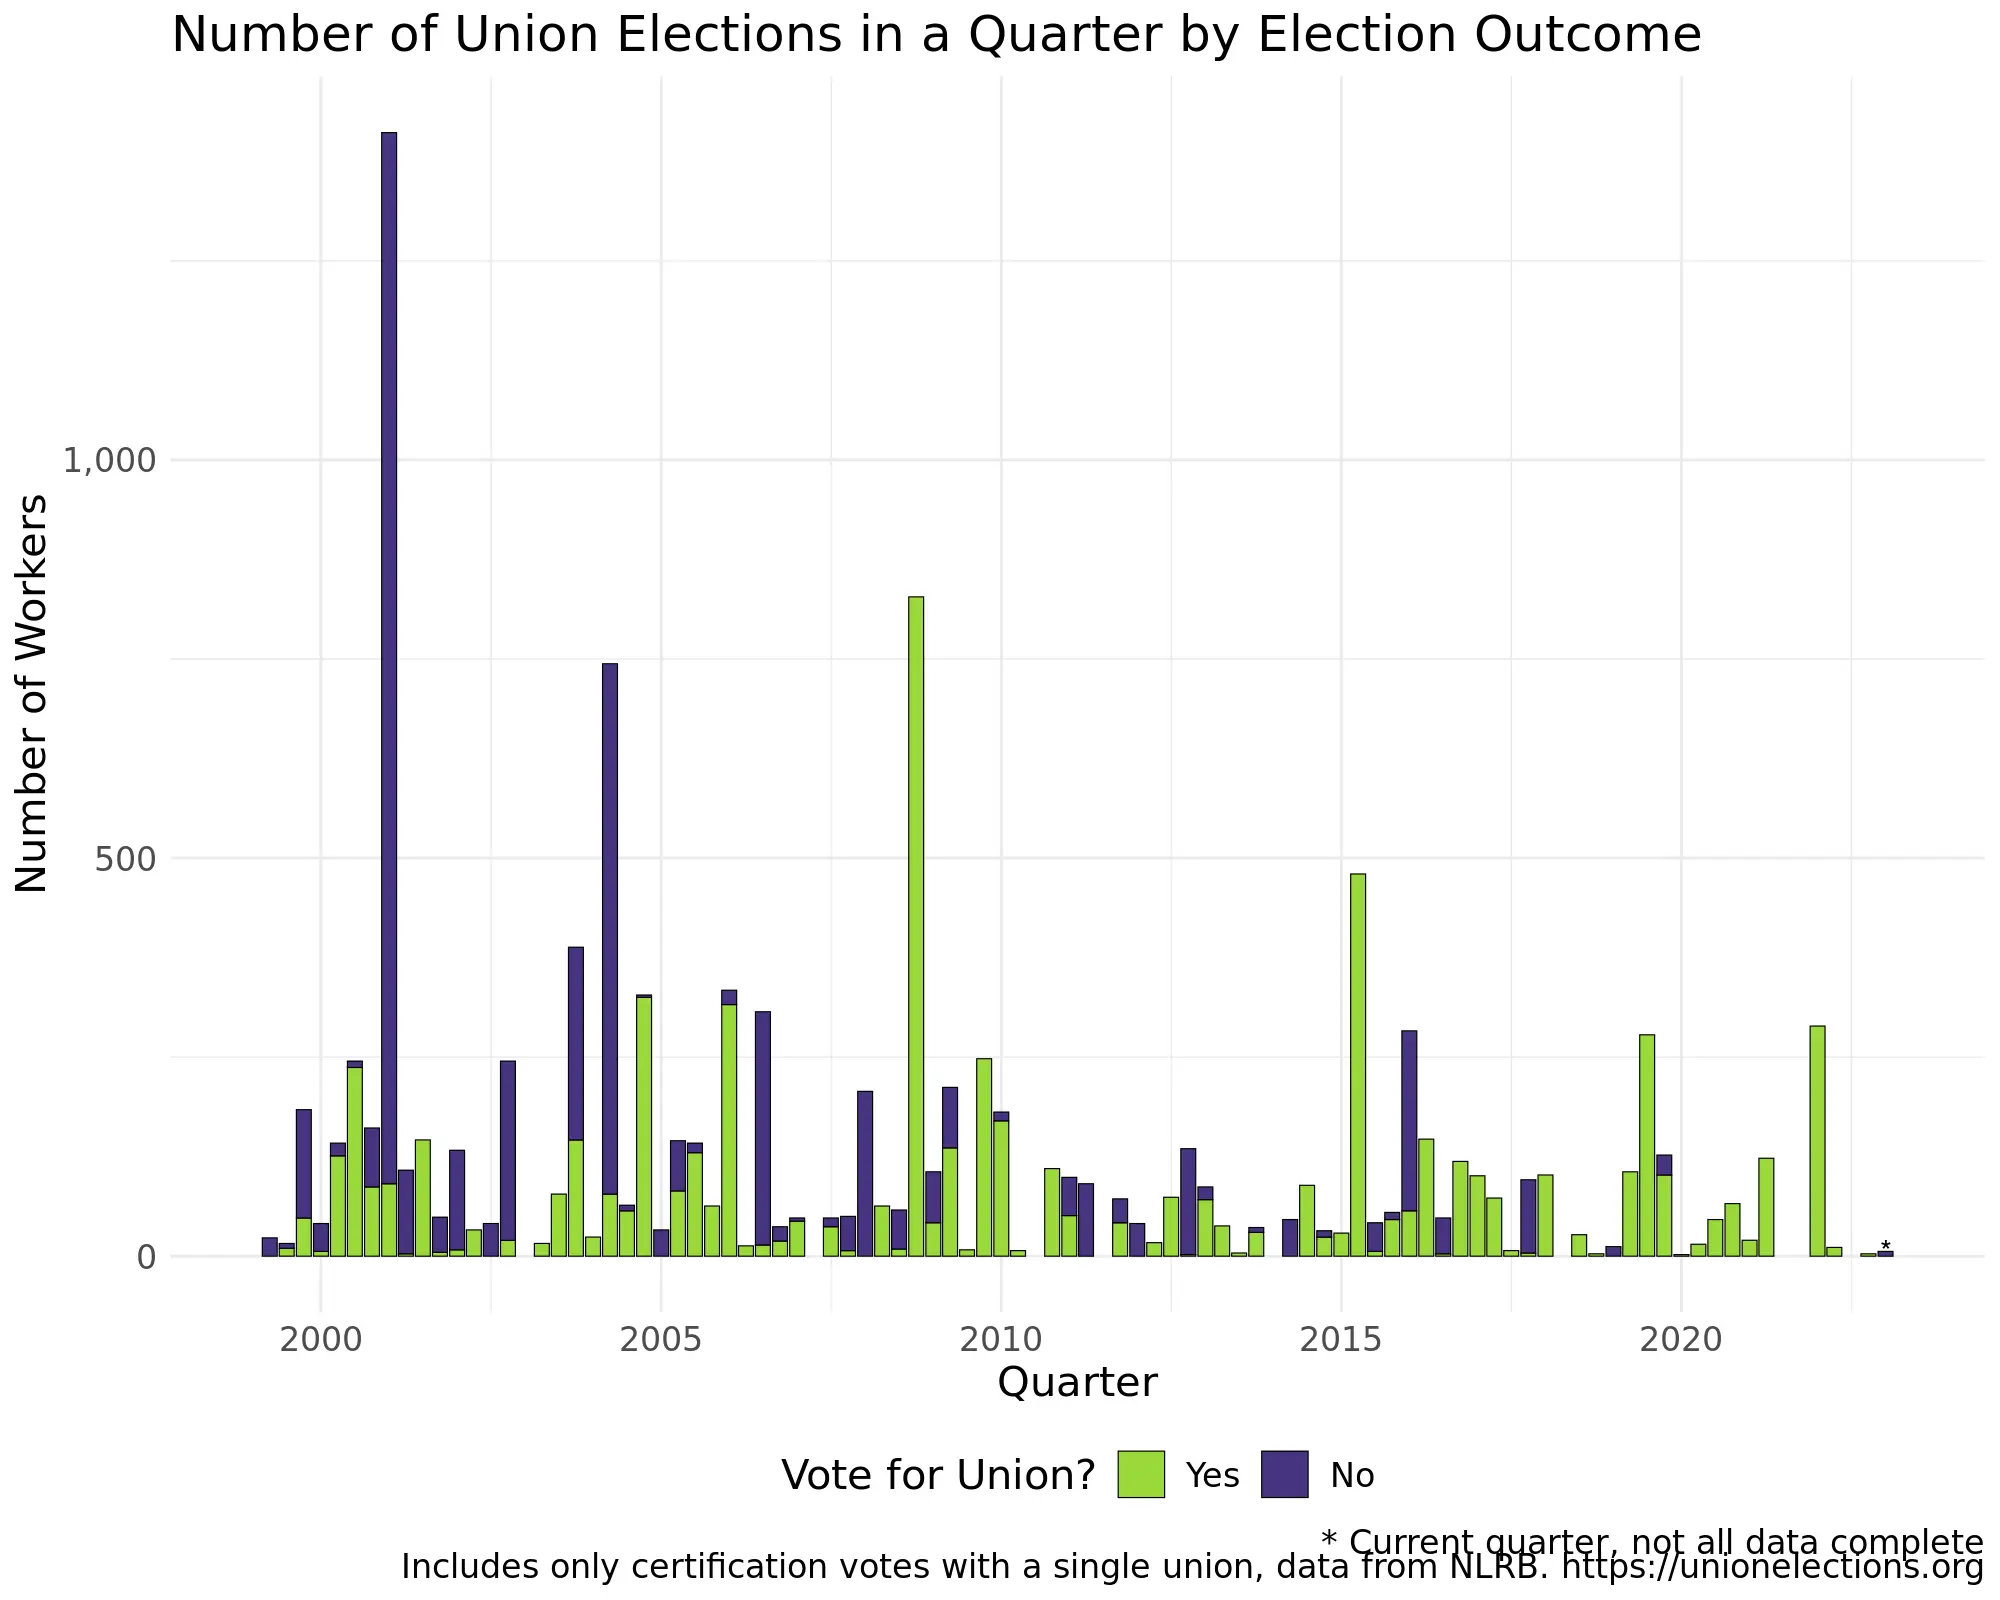 Number of Union Elections in a Quarter by Election Outcome
Number of Workers
1,000
500
0
*
2000 2005 2010 2015 2020
Quarter
Vote for Union? Yes No
* Current quarter, not all data complete
Includes only certification votes with a single union, data from NLRB. https://unionelections.org